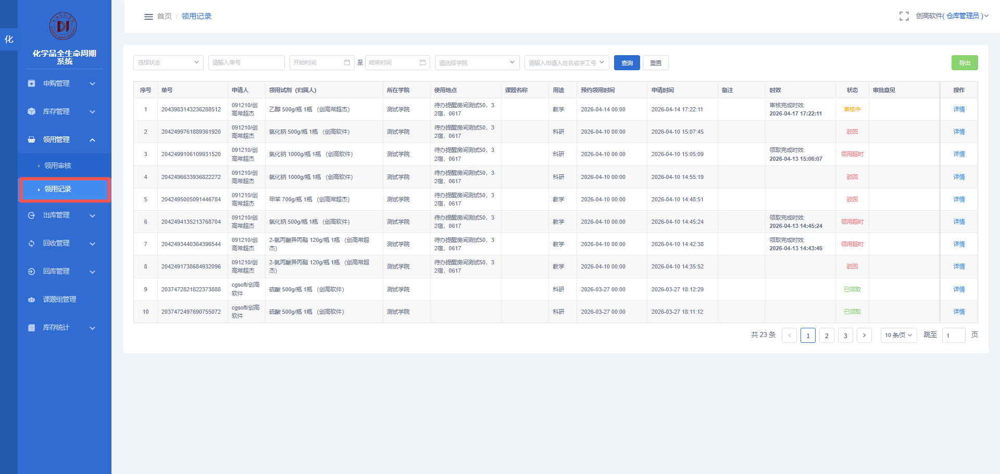 化
化学品全生命周期
系统
申购管理
库存管理
领用管理
领用审核
领用记录
出库管理
回收管理
回库管理
课题组管理
库存统计
首页 / 领用记录
创高软件( 仓库管理员 )
选择状态 请输入单号 开始时间 至 结束时间 请选择学院 请输入申请人姓名或学工号 查询 重置 导出
序号 单号 申请人 领用试剂（归属人） 所在学院 使用地点 课题名称 用途 预约领用时间 申请时间 备注 时效 状态 审批意见 操作
1 2043983143236288512 091210/创高常超杰 乙醇 500g/瓶 1瓶 （创高常超杰） 测试学院 待办提醒房间测试50，32宿，0617 教学 2026-04-14 00:00 2026-04-14 17:22:11 审核完成时效: 2026-04-17 17:22:11 审核中 详情
2 2042499761889361920 091210/创高常超杰 氯化钠 500g/瓶 1瓶 （创高软件） 测试学院 待办提醒房间测试50，32宿，0617 科研 2026-04-10 00:00 2026-04-10 15:07:45 驳回 详情
3 2042499106109931520 091210/创高常超杰 氯化钠 1000g/瓶 1瓶 （创高软件） 测试学院 待办提醒房间测试50，32宿，0617 科研 2026-04-10 00:00 2026-04-10 15:05:09 领取完成时效: 2026-04-13 15:06:07 领用超时 详情
4 2042496633936822272 091210/创高常超杰 氯化钠 1000g/瓶 1瓶 （创高软件） 测试学院 待办提醒房间测试50，32宿，0617 科研 2026-04-10 00:00 2026-04-10 14:55:19 驳回 详情
5 2042495005091446784 091210/创高常超杰 甲苯 700g/瓶 1瓶 （创高常超杰） 测试学院 待办提醒房间测试50，32宿，0617 教学 2026-04-10 00:00 2026-04-10 14:48:51 驳回 详情
6 2042494135213768704 091210/创高常超杰 氯化钠 500g/瓶 1瓶 （创高软件） 测试学院 待办提醒房间测试50，32宿，0617 教学 2026-04-10 00:00 2026-04-10 14:45:24 领取完成时效: 2026-04-13 14:45:24 领用超时 详情
7 2042493440364396544 091210/创高常超杰 2-氯丙酸异丙酯 120g/瓶 1瓶 （创高常超杰） 测试学院 待办提醒房间测试50，32宿，0617 教学 2026-04-10 00:00 2026-04-10 14:42:38 领取完成时效: 2026-04-13 14:43:46 领用超时 详情
8 2042491738684932096 091210/创高常超杰 2-氯丙酸异丙酯 120g/瓶 1瓶 （创高常超杰） 测试学院 待办提醒房间测试50，32宿，0617 教学 2026-04-10 00:00 2026-04-10 14:35:52 驳回 详情
9 2037472821822373888 cgsoft/创高软件 硫酸 500g/瓶 1瓶 （创高软件） 测试学院 科研 2026-03-27 00:00 2026-03-27 18:12:29 已领取 详情
10 2037472497690755072 cgsoft/创高软件 硫酸 500g/瓶 1瓶 （创高软件） 测试学院 科研 2026-03-27 00:00 2026-03-27 18:11:12 已领取 详情
共 23 条 1 2 3 10 条/页 跳至 1 页